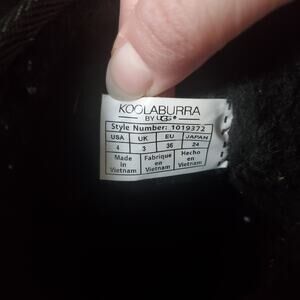 KOOLABURRA
BY UGG®
Style Number: 1019372
USA UK EU JAPAN
4 3 36 24
Made in Vietnam Fabriqué en Vietnam Hecho en Vietnam